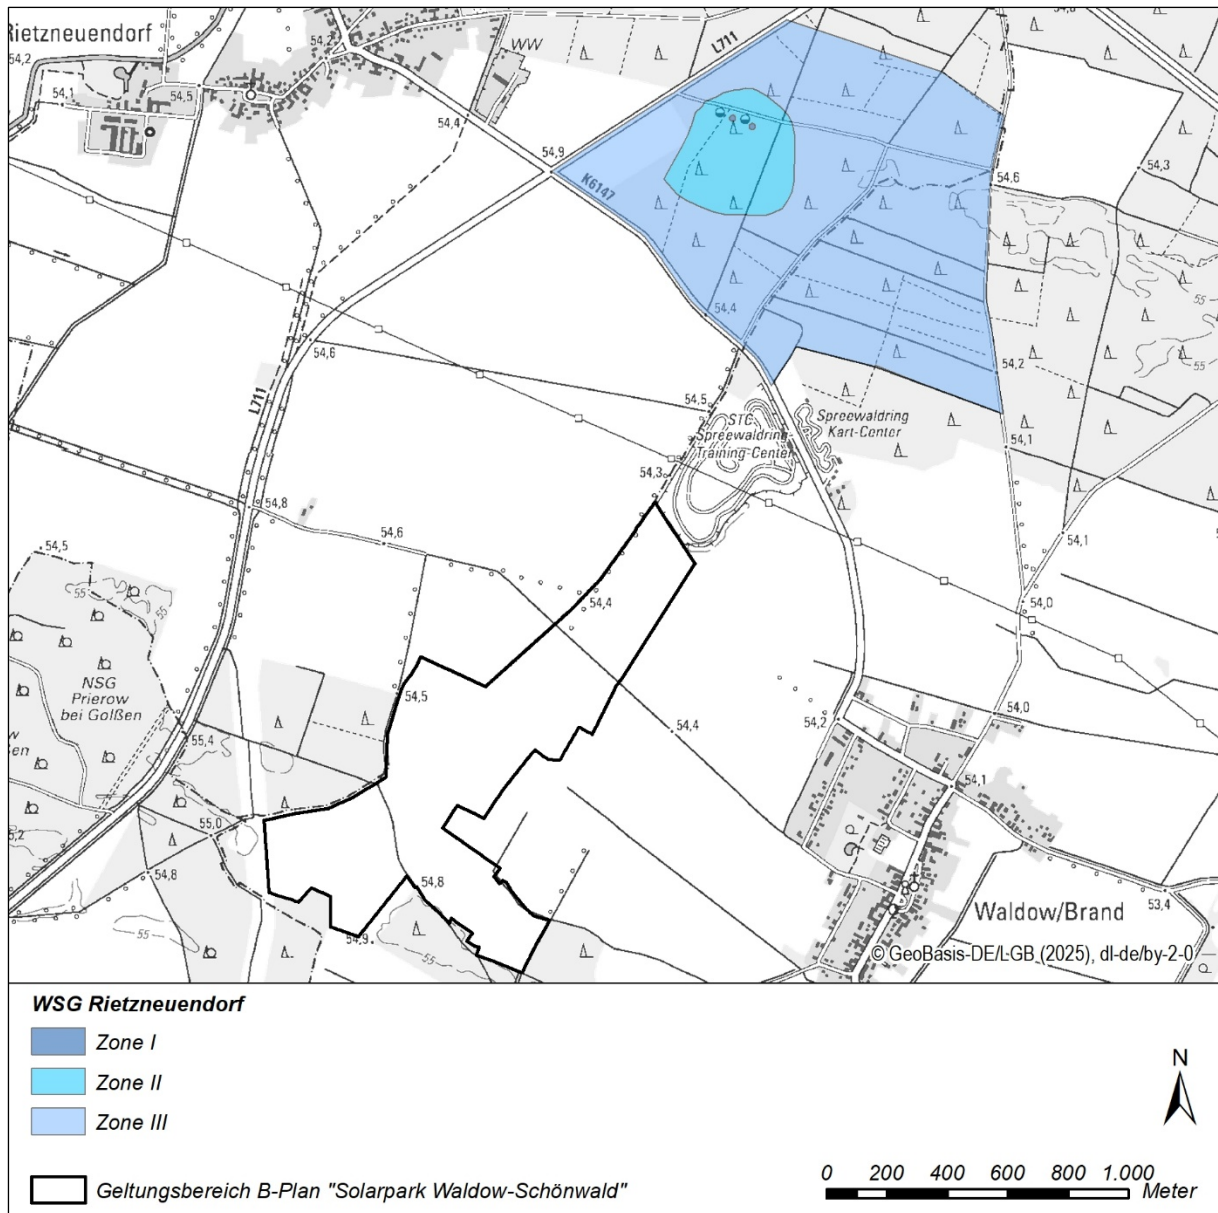 Rietzneuendorf
54,2
54,2
WW
L711
54,1
54,5
54,4
54,9
K6147
54,3
54,6
55
54,4
54,6
L711
54,2
54,5
STC
Spreewaldring-
Training-Center
Spreewaldring
Kart-Center
54,3
54,1
54,8
54,6
54,5
54,1
55
55
54,4
54,0
NSG
Prierow
bei Golßen
54,5
54,4
54,2
54,0
55,4
54,1
55,0
54,8
54,8
55
54,9
53,4
Waldow/Brand
© GeoBasis-DE/LGB (2025), dl-de/by-2-0
WSG Rietzneuendorf
Zone I
Zone II
Zone III
Geltungsbereich B-Plan "Solarpark Waldow-Schönwald"
N
0 200 400 600 800 1.000
Meter